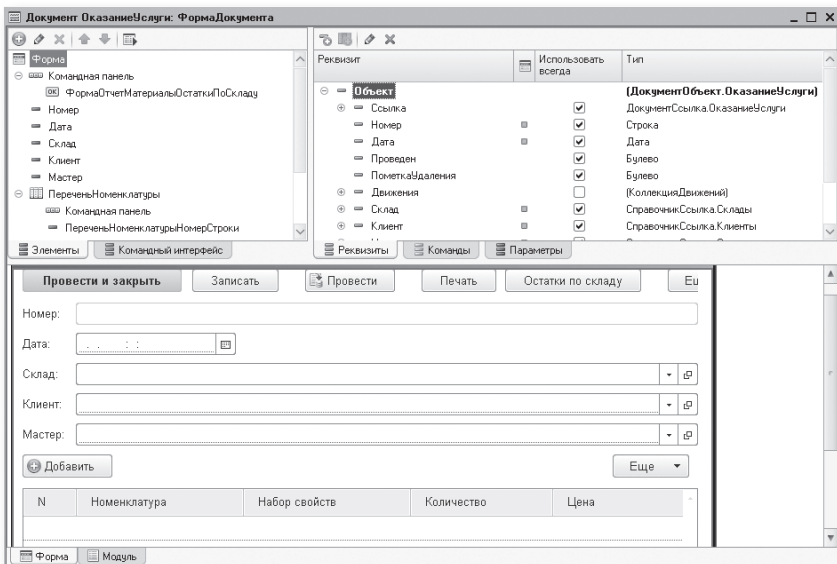 Документ ОказаниеУслуги: ФормаДокумента
Форма
Командная панель
ФормаОтчетМатериалыОстаткиПоСкладу
Номер
Дата
Склад
Клиент
Мастер
ПереченьНоменклатуры
Командная панель
ПереченьНоменклатурыНомерСтроки
Элементы Командный интерфейс
Реквизит Использовать всегда Тип
Объект (ДокументОбъект.ОказаниеУслуги)
Ссылка ДокументСсылка.ОказаниеУслуги
Номер Строка
Дата Дата
Проведен Булево
ПометкаУдаления Булево
Движения (КоллекцияДвижений)
Склад СправочникСсылка.Склады
Клиент СправочникСсылка.Клиенты
Реквизиты Команды Параметры
Провести и закрыть Записать Провести Печать Остатки по складу
Номер:
Дата: . . : :
Склад:
Клиент:
Мастер:
Добавить Еще
N Номенклатура Набор свойств Количество Цена
Форма Модуль